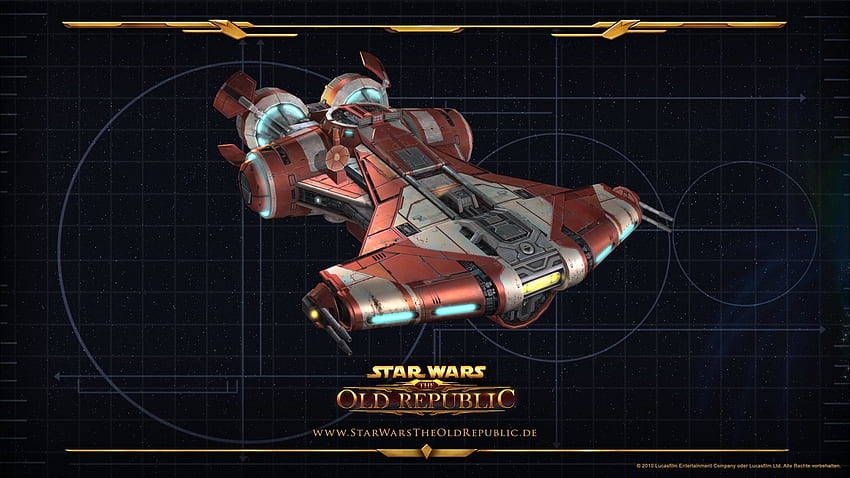 STAR WARS
THE
OLD REPUBLIC
WWW.STARWARSTHEOLDREPUBLIC.DE
© 2010 Lucasfilm Entertainment Company oder Lucasfilm Ltd. Alle Rechte vorbehalten.